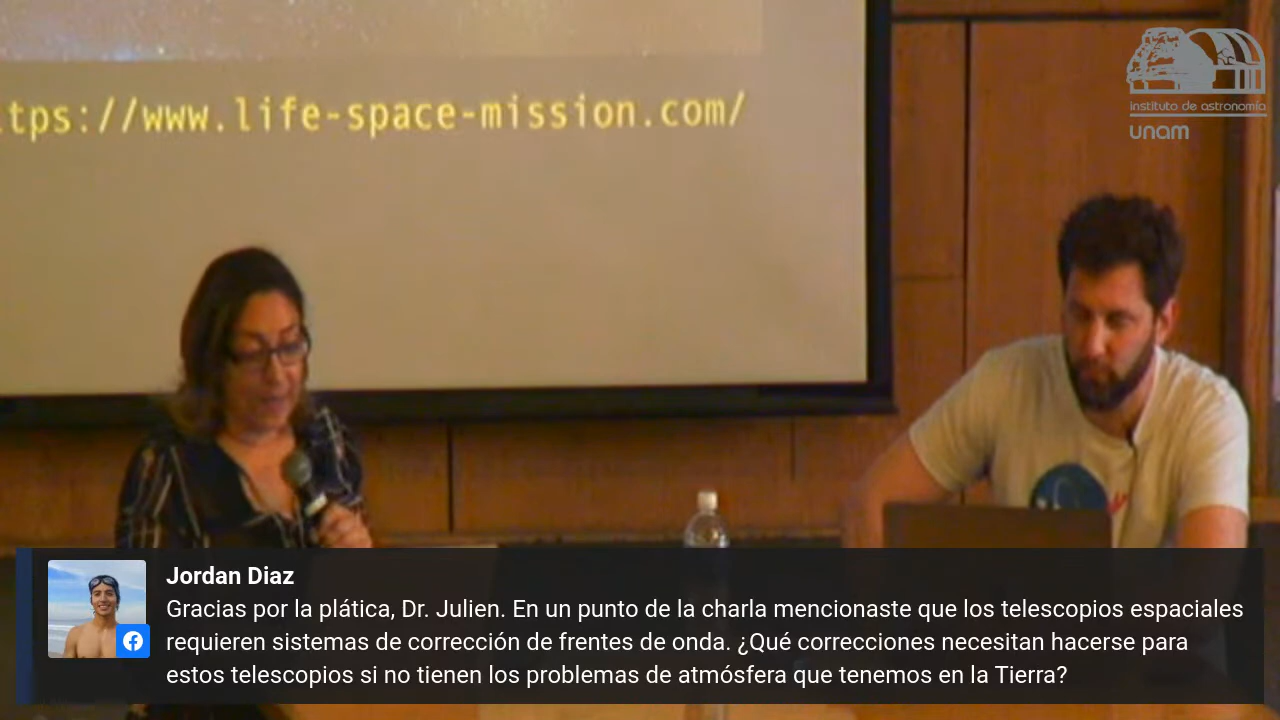 tps://www.life-space-mission.com/
instituto de astronomía
unam
Jordan Diaz
Gracias por la plática, Dr. Julien. En un punto de la charla mencionaste que los telescopios espaciales
requieren sistemas de corrección de frentes de onda. ¿Qué correcciones necesitan hacerse para
estos telescopios si no tienen los problemas de atmósfera que tenemos en la Tierra?